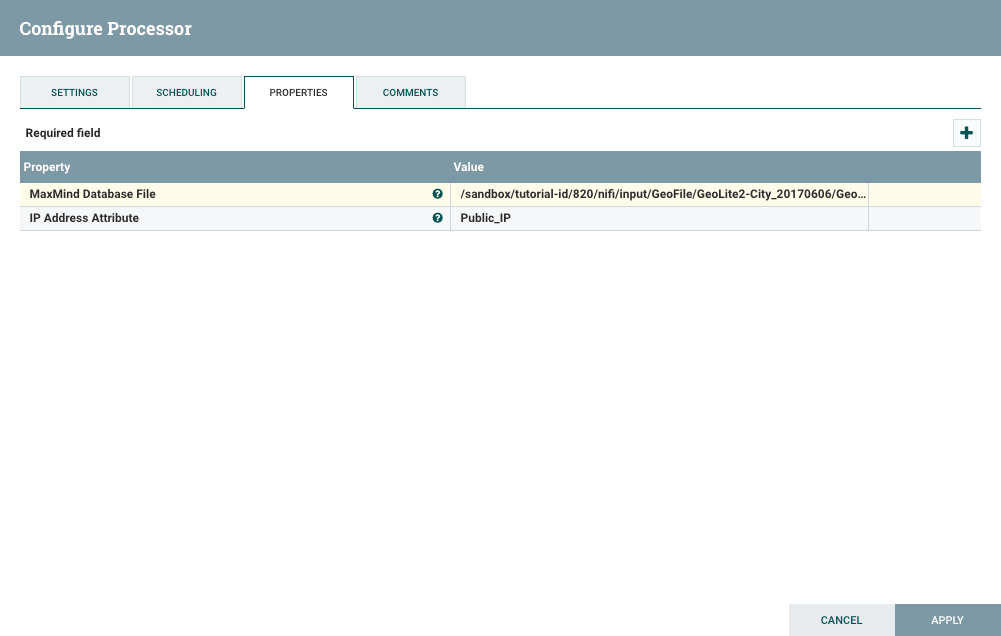 Configure Processor
SETTINGS SCHEDULING PROPERTIES COMMENTS
Required field
Property Value
MaxMind Database File /sandbox/tutorial-id/820/nifi/input/GeoFile/GeoLite2-City_20170606/Geo...
IP Address Attribute Public_IP
CANCEL APPLY